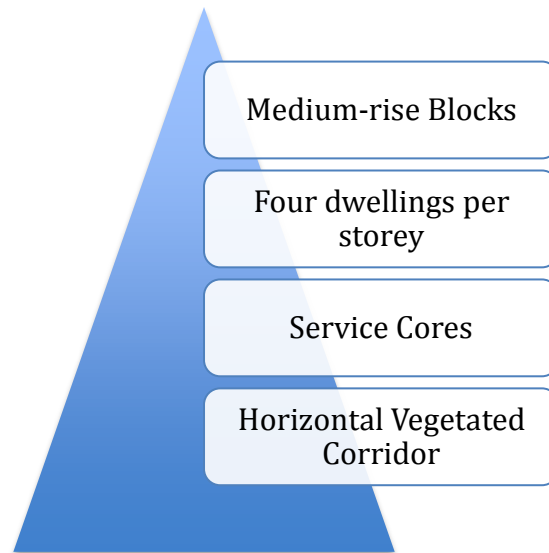 Medium-rise Blocks
Four dwellings per
storey
Service Cores
Horizontal Vegetated
Corridor